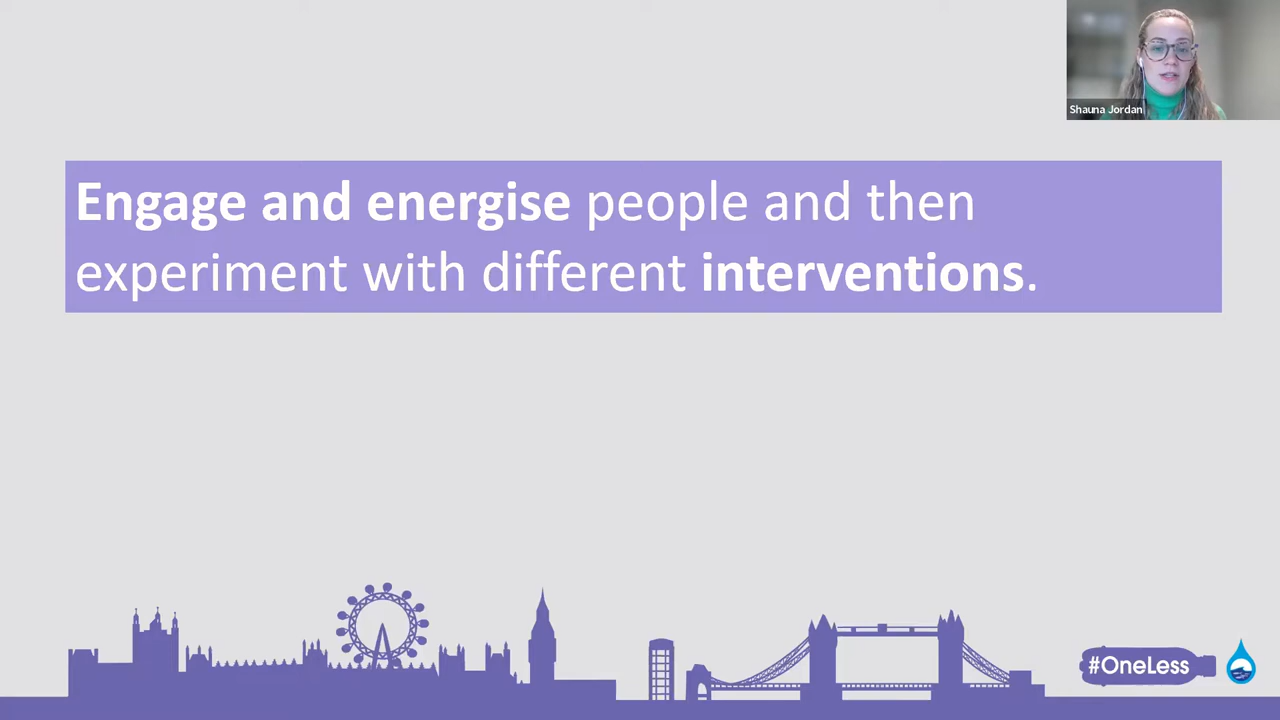 Shauna Jordan
Engage and energise people and then
experiment with different interventions.
#OneLess